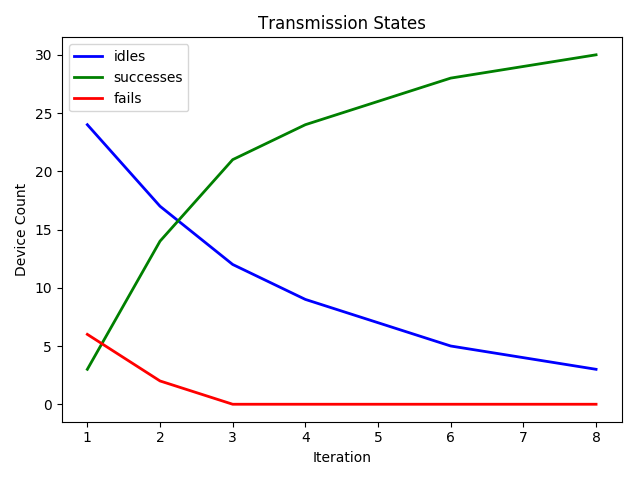 Transmission States
idles
successes
fails
Device Count
30
25
20
15
10
5
0
1 2 3 4 5 6 7 8
Iteration